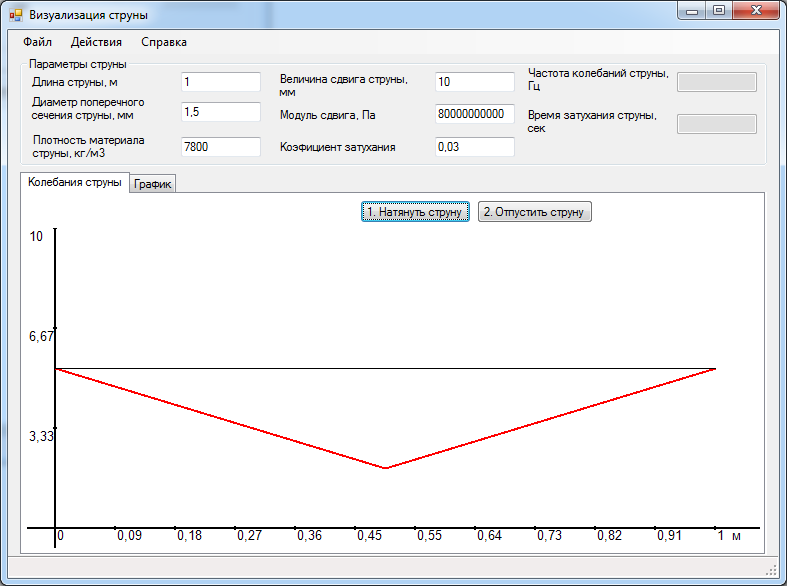 Визуализация струны
Файл Действия Справка
Параметры струны
Длина струны, м
1
Диаметр поперечного
сечения струны, мм
1,5
Плотность материала
струны, кг/м3
7800
Величина сдвига струны,
мм
10
Модуль сдвига, Па
80000000000
Коэфициент затухания
0,03
Частота колебаний струны,
Гц
Время затухания струны,
сек
Колебания струны График
1. Натянуть струну 2. Отпустить струну
10
6,67
3,33
0 0,09 0,18 0,27 0,36 0,45 0,55 0,64 0,73 0,82 0,91 1 м